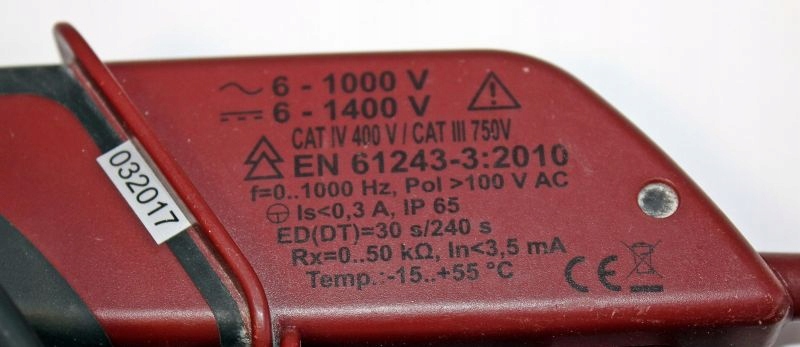 6 - 1000 V
6 - 1400 V
CAT IV 400 V / CAT III 750V
EN 61243-3:2010
f=0..1000 Hz, Pol >100 V AC
Is<0,3 A, IP 65
ED(DT)=30 s/240 s
Rx=0..50 kΩ, In<3,5 mA
Temp.:-15..+55 °C
CE
032017